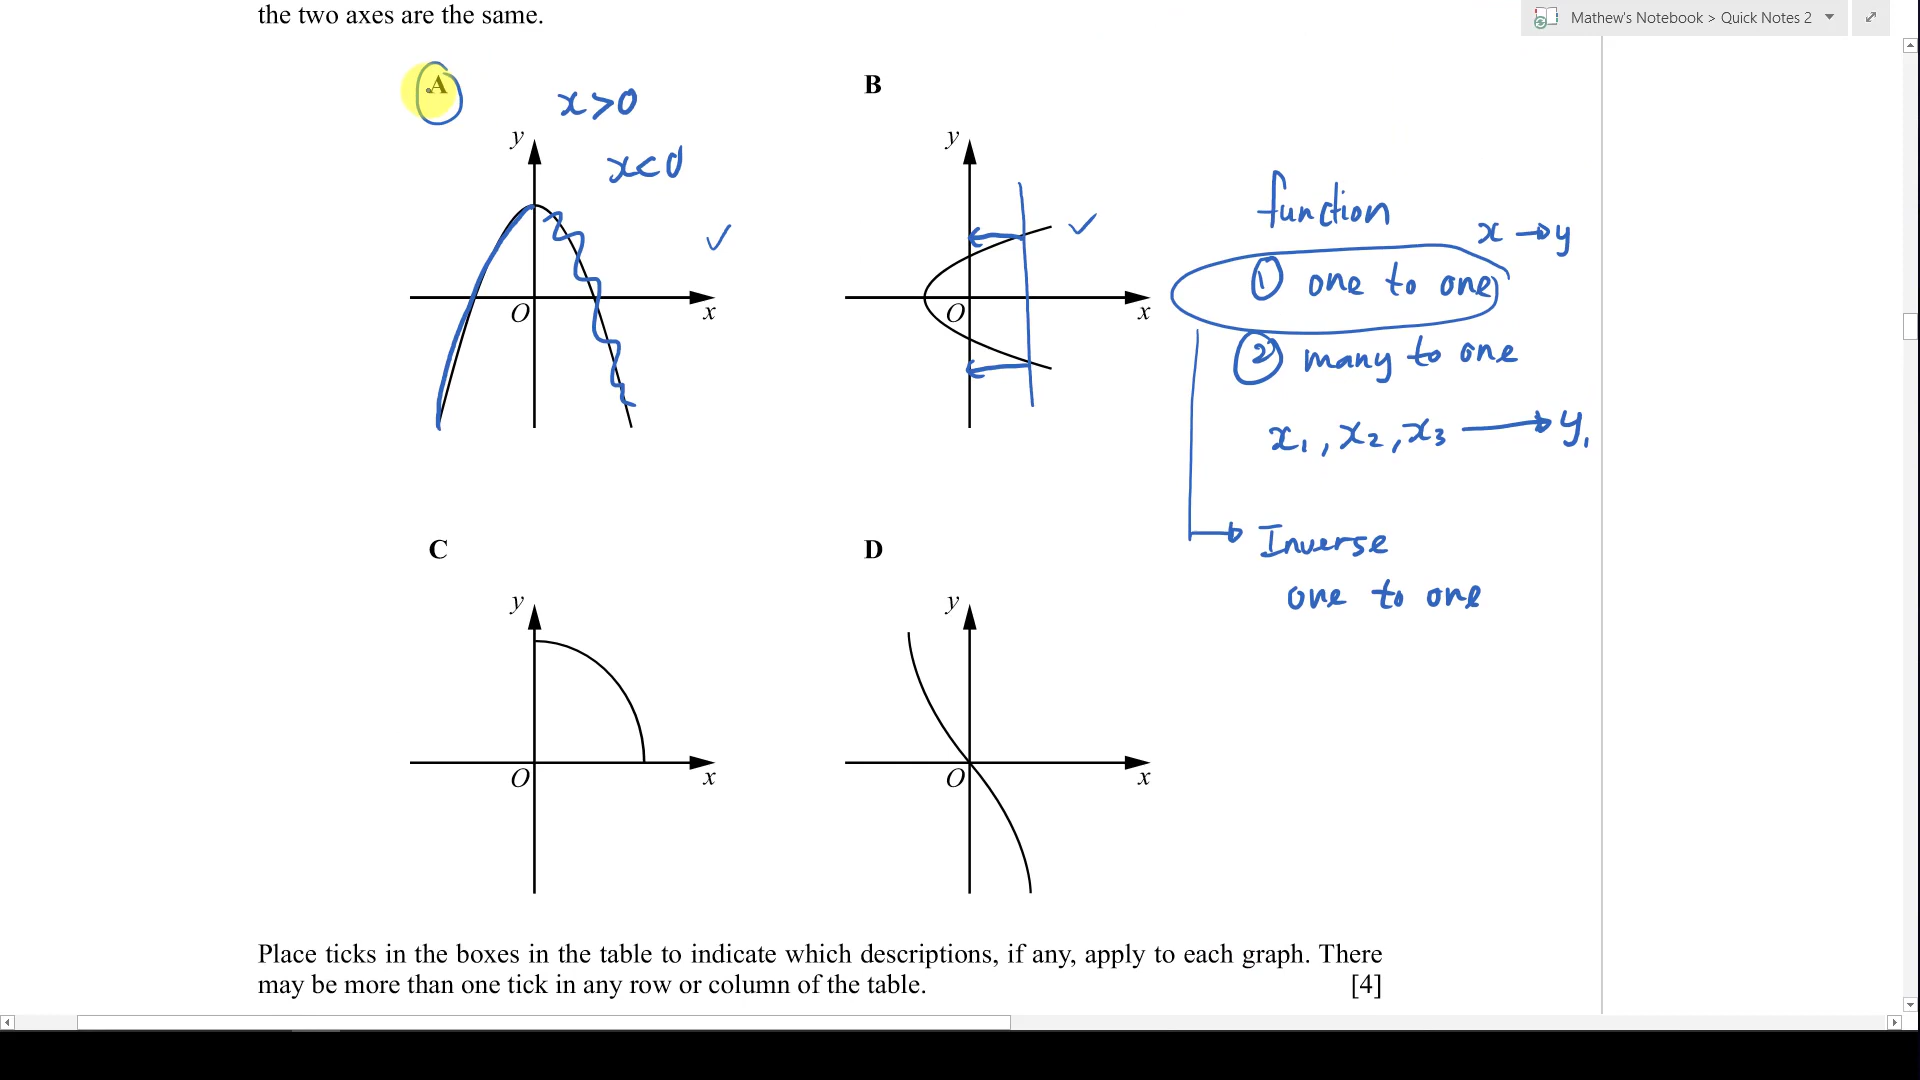 the two axes are the same.
Mathew's Notebook > Quick Notes 2
A
x>0
x<0
y
O
x
B
y
O
x
function
x → y
① one to one
② many to one
x₁, x₂, x₃ → y₁
Inverse
one to one
C
y
O
x
D
y
O
x
Place ticks in the boxes in the table to indicate which descriptions, if any, apply to each graph. There
may be more than one tick in any row or column of the table. [4]